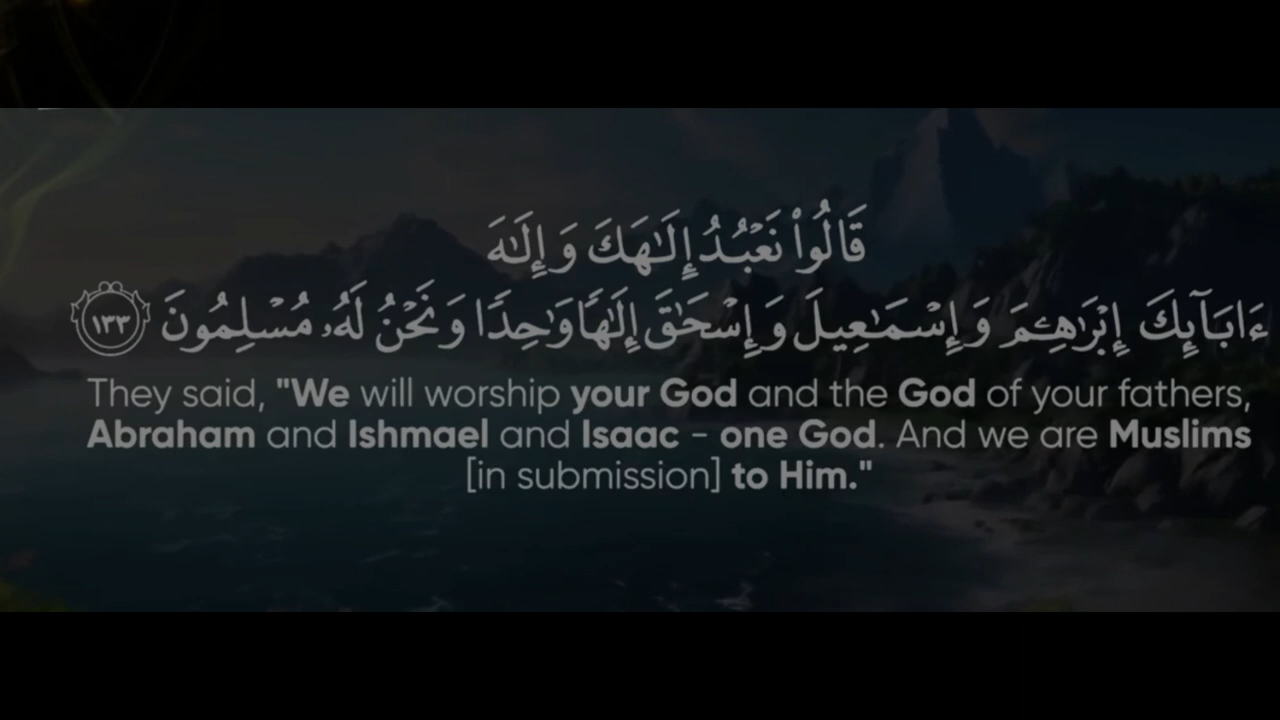 قَالُوا۟ نَعْبُدُ إِلَـٰهَكَ وَإِلَـٰهَ
ءَابَآئِكَ إِبْرَٰهِـۧمَ وَإِسْمَـٰعِيلَ وَإِسْحَـٰقَ إِلَـٰهًا وَٰحِدًا وَنَحْنُ لَهُۥ مُسْلِمُونَ ١٣٣
They said, "We will worship your God and the God of your fathers,
Abraham and Ishmael and Isaac - one God. And we are Muslims
[in submission] to Him."